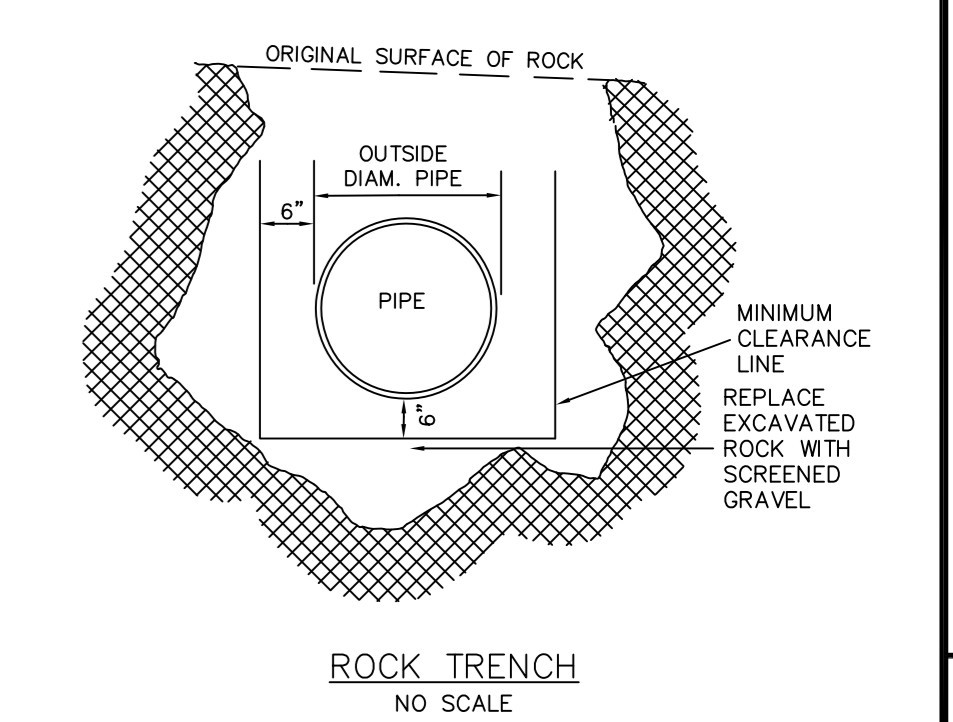 ORIGINAL SURFACE OF ROCK
OUTSIDE
DIAM. PIPE
6"
PIPE
6"
MINIMUM
CLEARANCE
LINE
REPLACE
EXCAVATED
ROCK WITH
SCREENED
GRAVEL
ROCK TRENCH
NO SCALE